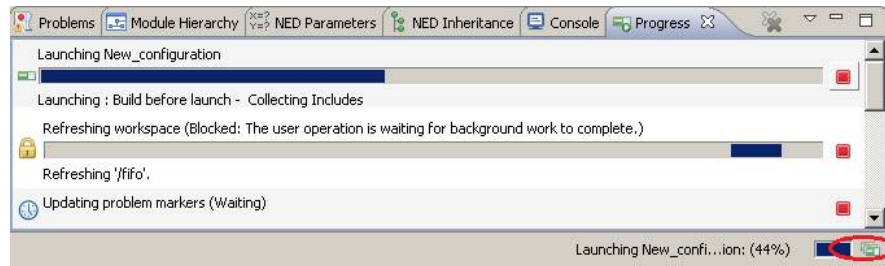 Problems Module Hierarchy X=? Y=? NED Parameters NED Inheritance Console Progress
Launching New_configuration
Launching : Build before launch - Collecting Includes
Refreshing workspace (Blocked: The user operation is waiting for background work to complete.)
Refreshing '/fifo'.
Updating problem markers (Waiting)
Launching New_confi...ion: (44%)